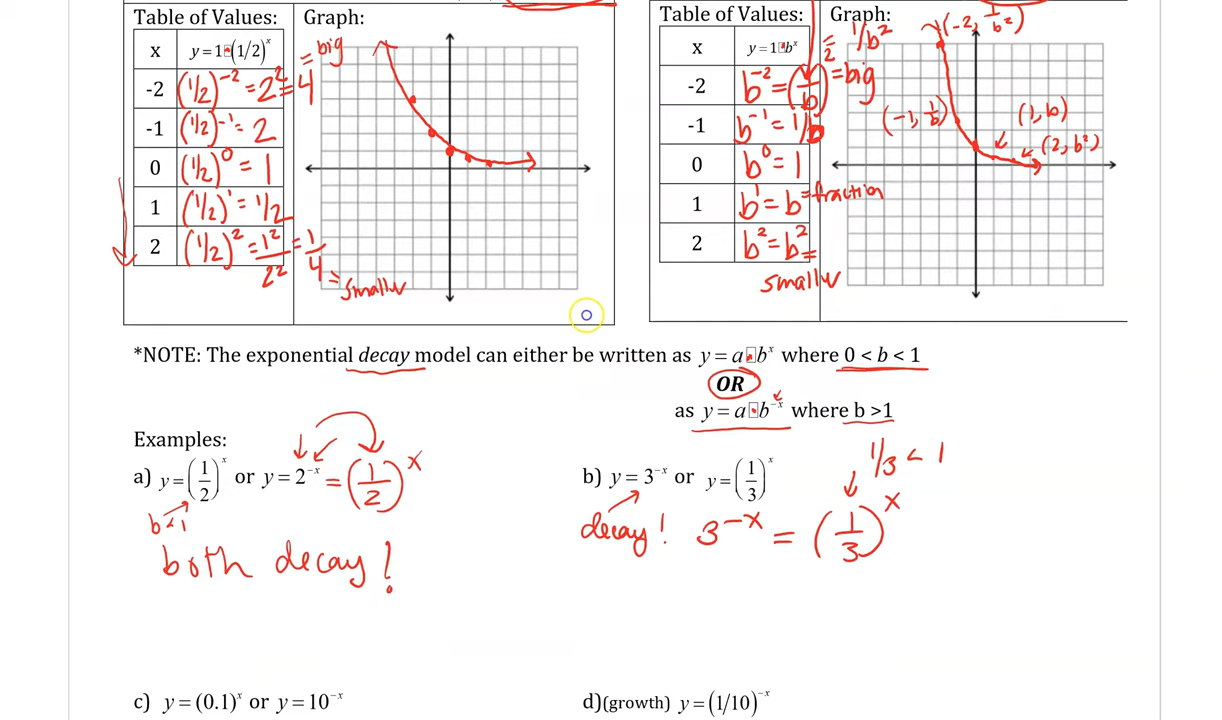 Table of Values:
Graph:
x
y = 1·(1/2)^x
-2
(1/2)^-2 = 2^2 = 4 = big
-1
(1/2)^-1 = 2
0
(1/2)^0 = 1
1
(1/2)^1 = 1/2
2
(1/2)^2 = 1^2/2^2 = 1/4 = smaller
Table of Values:
Graph:
x
y = 1·b^x
-2
b^-2 = (1/b)^2 = 1/b^2 = big
-1
b^-1 = 1/b
0
b^0 = 1
1
b^1 = b = fraction
2
b^2 = b^2 = smaller
(-2, 1/b^2)
(-1, 1/b)
(1, b)
(2, b^2)
*NOTE: The exponential decay model can either be written as y = a·b^x where 0 < b < 1
OR
as y = a·b^-x where b >1
Examples:
a) y = (1/2)^x or y = 2^-x = (1/2)^x
b < 1
both decay!
b) y = 3^-x or y = (1/3)^x
1/3 < 1
decay! 3^-x = (1/3)^x
c) y = (0.1)^x or y = 10^-x
d)(growth) y = (1/10)^-x